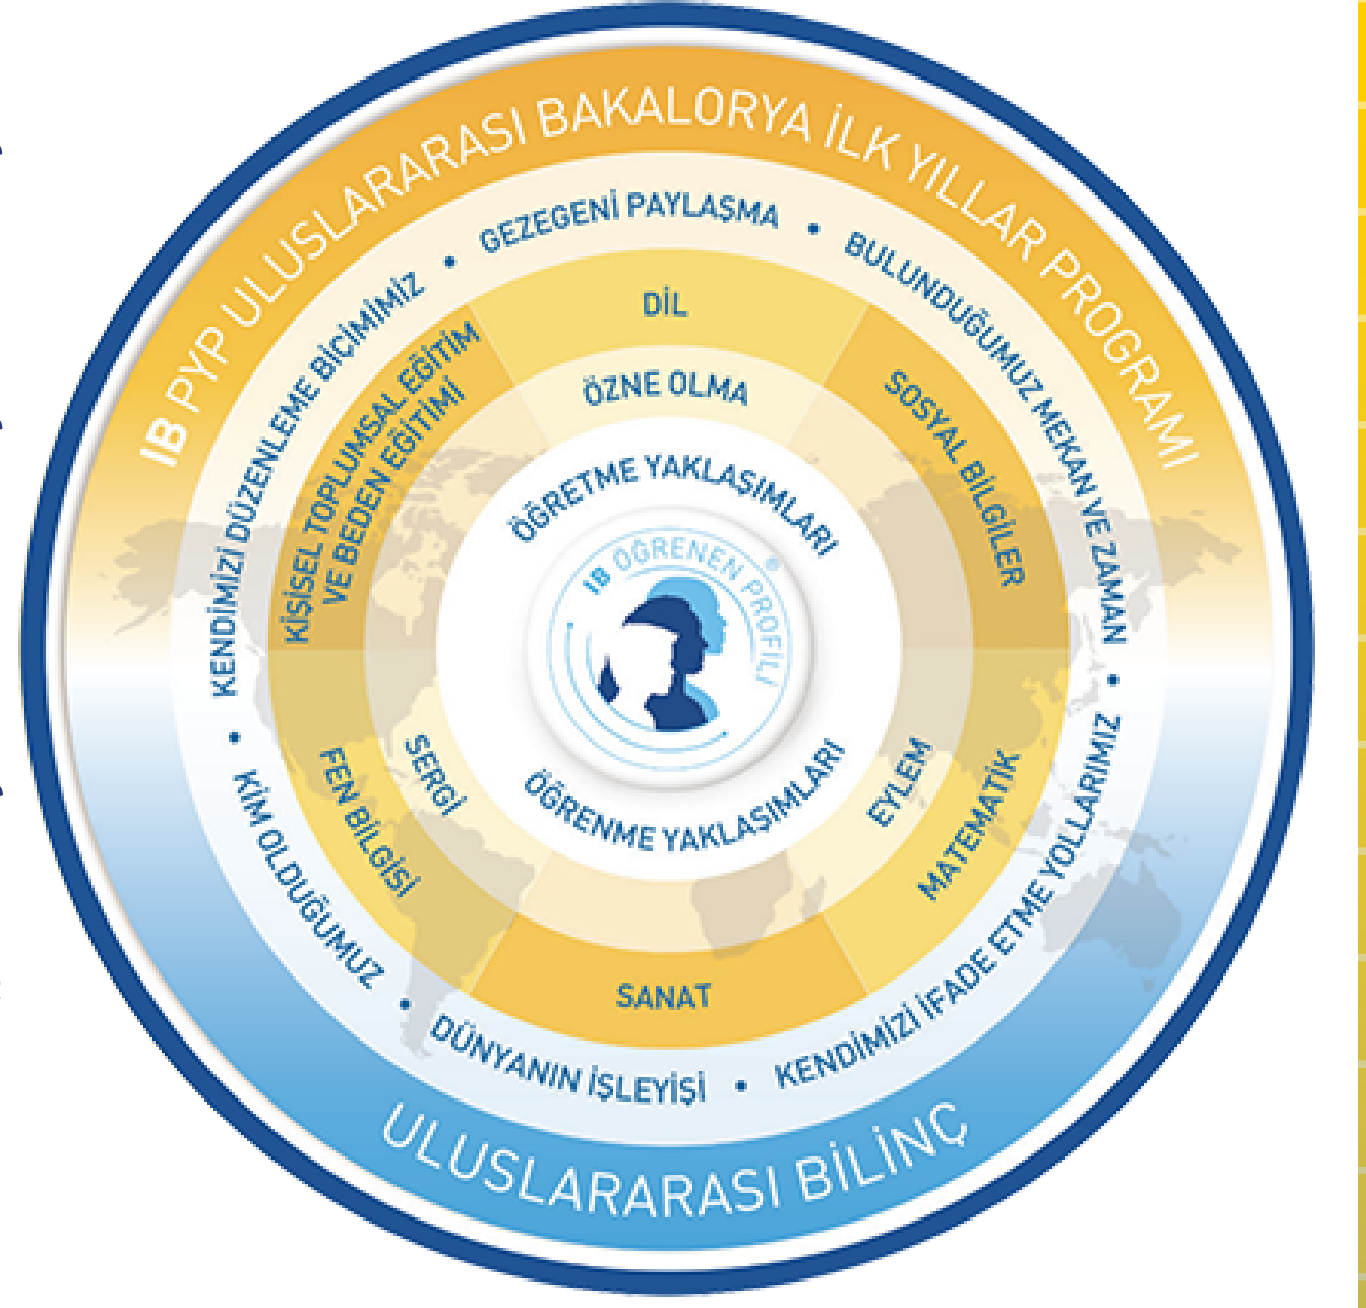 IB PYP ULUSLARARASI BAKALORYA İLK YILLAR PROGRAMI
KENDİMİZİ DÜZENLEME BİÇİMİMİZ • GEZEGENİ PAYLAŞMA • BULUNDUĞUMUZ MEKAN VE ZAMAN •
KENDİMİZİ İFADE ETME YOLLARIMIZ •
DÜNYANIN İŞLEYİŞİ •
KİM OLDUĞUMUZ •
DİL
SOSYAL BİLGİLER
MATEMATİK
SANAT
FEN BİLGİSİ
KİŞİSEL TOPLUMSAL EĞİTİM
VE BEDEN EĞİTİMİ
ÖZNE OLMA
EYLEM
SERGİ
ÖĞRETME YAKLAŞIMLARI
IB ÖĞRENEN PROFİLİ®
ÖĞRENME YAKLAŞIMLARI
ULUSLARARASI BİLİNÇ